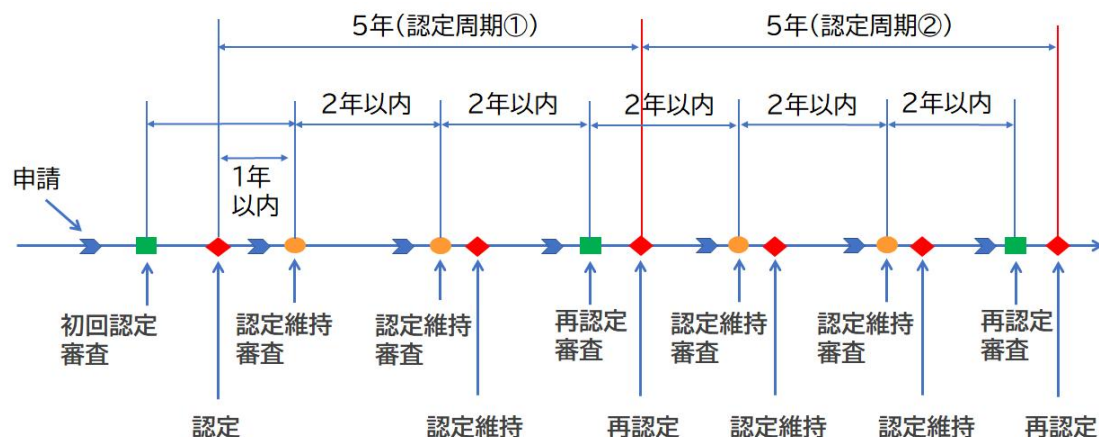 5年(認定周期①)
5年(認定周期②)
2年以内
2年以内
2年以内
2年以内
2年以内
申請
1年
以内
初回認定
審査
認定維持
審査
認定維持
審査
再認定
審査
認定維持
審査
認定維持
審査
再認定
審査
認定
認定維持
再認定
認定維持
認定維持
再認定